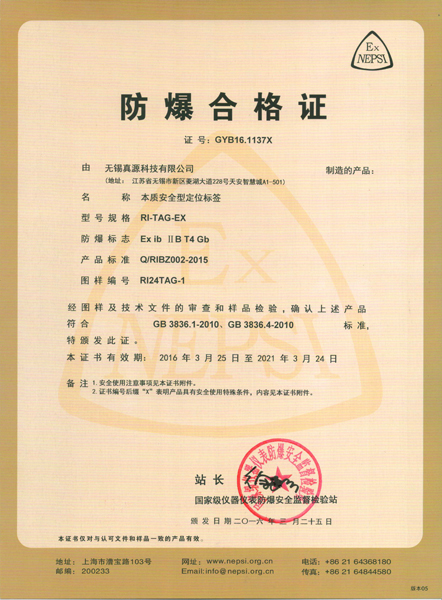 Ex
NEPSI
防爆合格证
证号: GYB16.1137X
由 无锡真源科技有限公司 制造的产品:
(地址: 江苏省无锡市新区菱湖大道228号天安智慧城A1-501)
名称 本质安全型定位标签
型号规格 RI-TAG-EX
防爆标志 Ex ib ⅡB T4 Gb
产品标准 Q/RIBZ002-2015
图样编号 RI24TAG-1
经图样及技术文件的审查和样品检验, 确认上述产品
符合 GB 3836.1-2010、GB 3836.4-2010 标准,
特颁发此证。
本证书有效期: 2016 年 3 月 25 日至 2021 年 3 月 24 日
备注 1. 安全使用注意事项见本证书附件。
2. 证书编号后缀“X”表明产品具有安全使用特殊条件, 内容见本证书附件。
Ex
NEPSI
站长
国家级仪器仪表防爆安全监督检验站
颁发日期二〇一六年三月二十五日
本证书仅对与认可文件和样品一致的产品有效。
地址: 上海市漕宝路103号 网址: www.nepsi.org.cn 电话: +86 21 64368180
邮编: 200233 Email: info@nepsi.org.cn 传真: +86 21 64844580
版本05